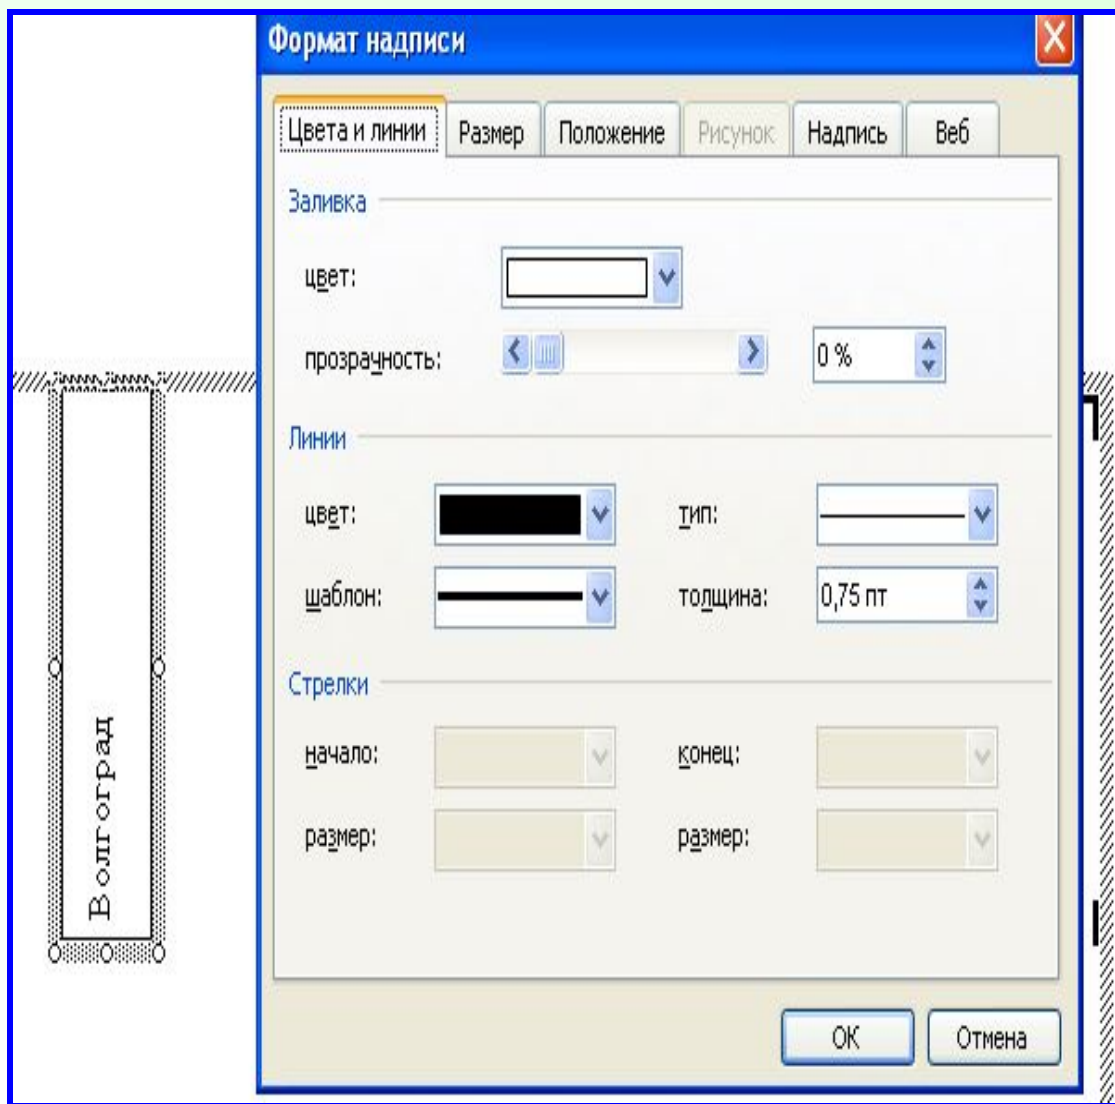 Формат надписи
Цвета и линии Размер Положение Рисунок Надпись Веб
Заливка
цвет:
прозрачность: 0 %
Линии
цвет: тип:
шаблон: толщина: 0,75 пт
Стрелки
начало: конец:
размер: размер:
ОК Отмена
Волгоград